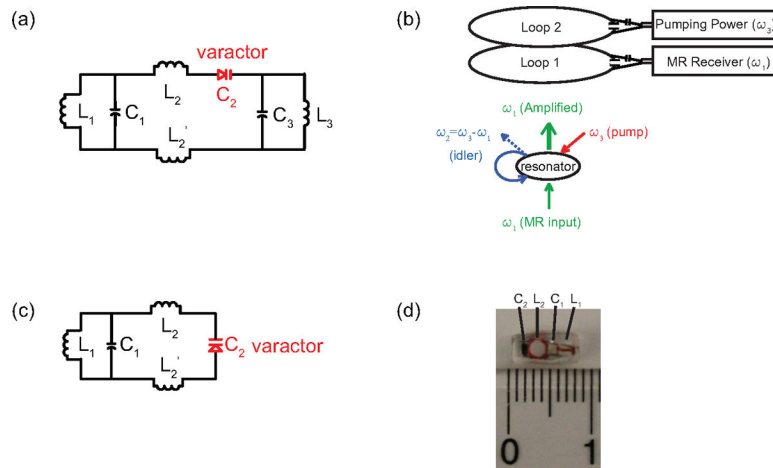 (a)
varactor
L₂
C₂
L₁
C₁
L₂'
C₃
L₃
(b)
Loop 2
Pumping Power (ω₃)
Loop 1
MR Receiver (ω₁)
ω₁ (Amplified)
ω₂=ω₃-ω₁
(idler)
ω₃ (pump)
resonator
ω₁ (MR input)
(c)
L₂
L₁
C₁
C₂ varactor
L₂'
(d)
C₂ L₂ C₁ L₁
0 1